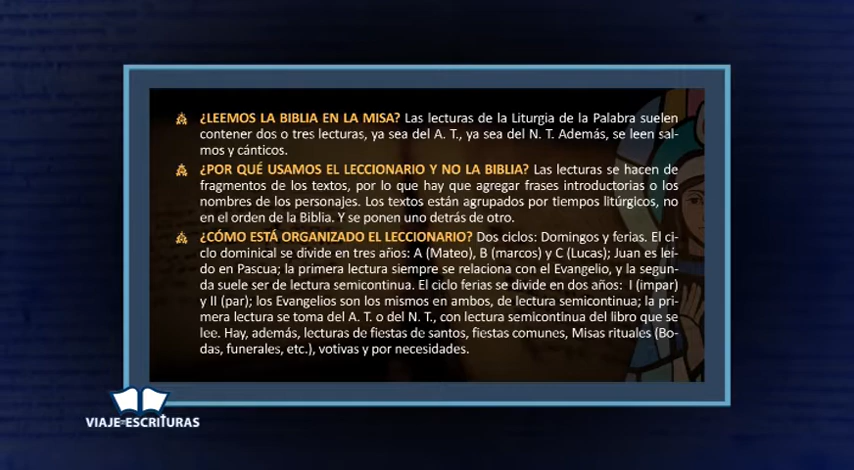 ¿LEEMOS LA BIBLIA EN LA MISA? Las lecturas de la Liturgia de la Palabra suelen
contener dos o tres lecturas, ya sea del A. T., ya sea del N. T. Además, se leen sal-
mos y cánticos.
¿POR QUÉ USAMOS EL LECCIONARIO Y NO LA BIBLIA? Las lecturas se hacen de
fragmentos de los textos, por lo que hay que agregar frases introductorias o los
nombres de los personajes. Los textos están agrupados por tiempos litúrgicos, no
en el orden de la Biblia. Y se ponen uno detrás de otro.
¿CÓMO ESTÁ ORGANIZADO EL LECCIONARIO? Dos ciclos: Domingos y ferias. El ci-
clo dominical se divide en tres años: A (Mateo), B (marcos) y C (Lucas); Juan es leí-
do en Pascua; la primera lectura siempre se relaciona con el Evangelio, y la segun-
da suele ser de lectura semicontinua. El ciclo ferias se divide en dos años: I (impar)
y II (par); los Evangelios son los mismos en ambos, de lectura semicontinua; la pri-
mera lectura se toma del A. T. o del N. T., con lectura semicontinua del libro que se
lee. Hay, además, lecturas de fiestas de santos, fiestas comunes, Misas rituales (Bo-
das, funerales, etc.), votivas y por necesidades.
VIAJE ESCRITURAS